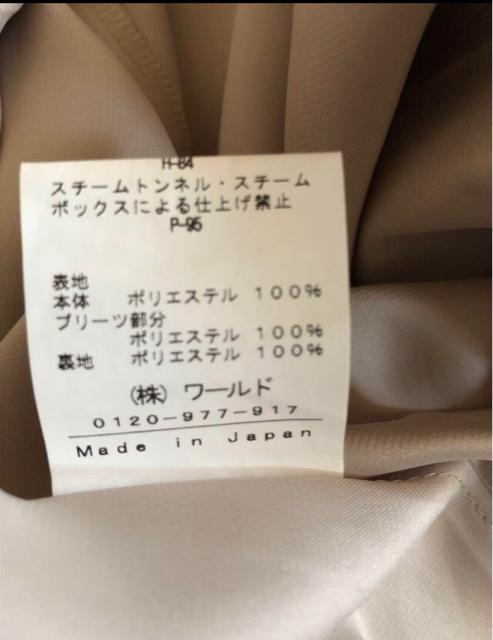 H-84
スチームトンネル・スチーム
ボックスによる仕上げ禁止
P-95
表地
本体 ポリエステル 100%
プリーツ部分
ポリエステル 100%
裏地 ポリエステル 100%
(株) ワールド
0120-977-917
Made in Japan